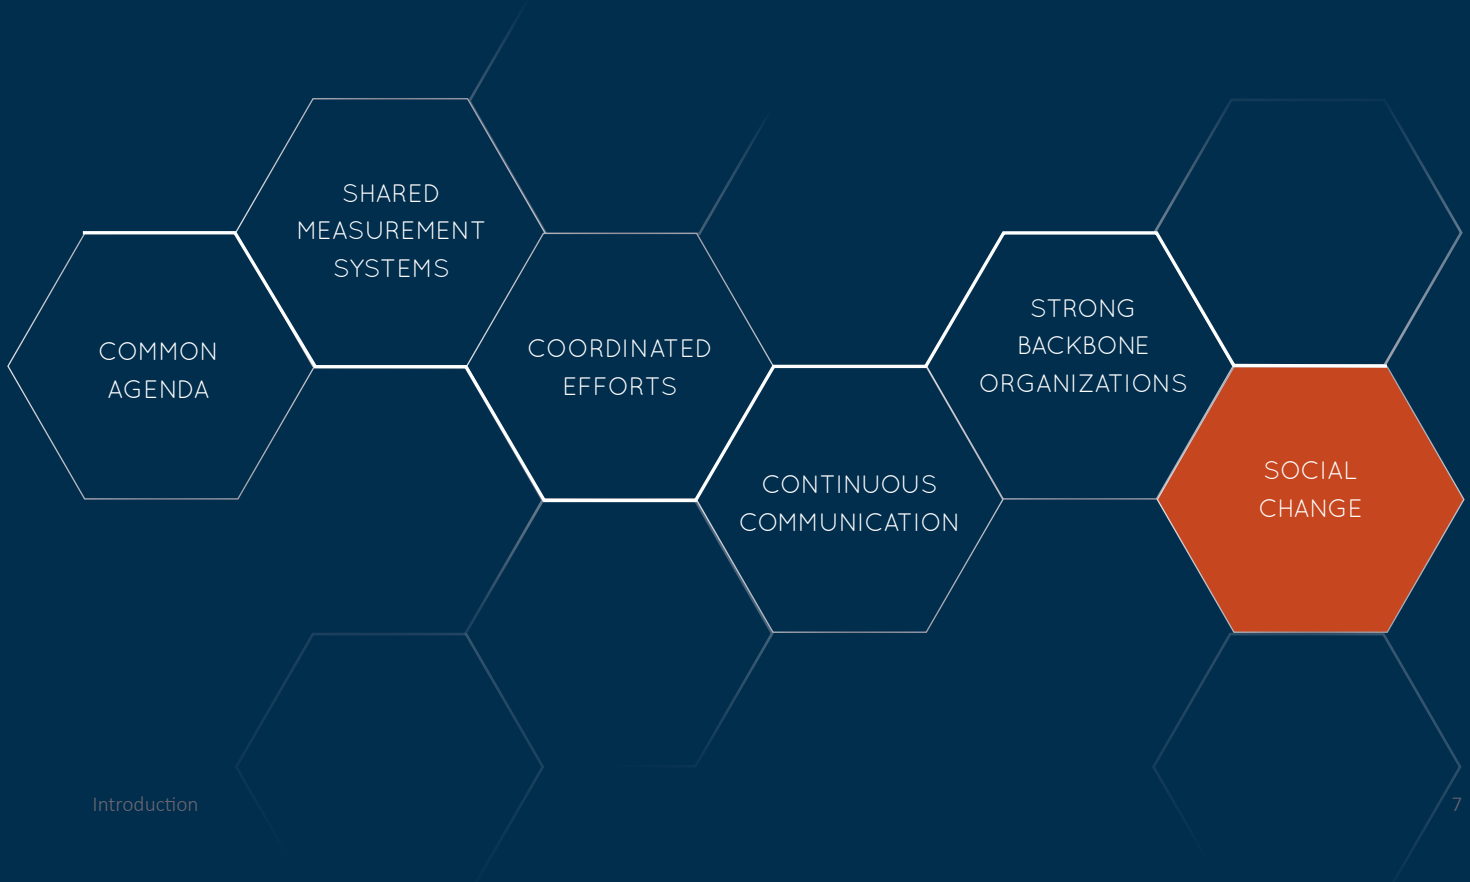 COMMON
AGENDA
SHARED
MEASUREMENT
SYSTEMS
COORDINATED
EFFORTS
CONTINUOUS
COMMUNICATION
STRONG
BACKBONE
ORGANIZATIONS
SOCIAL
CHANGE
Introduction
7